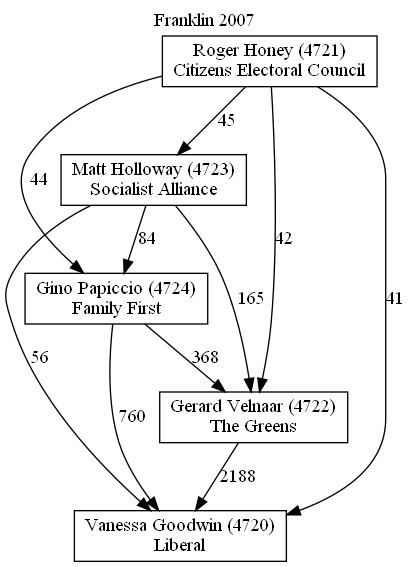 Franklin 2007
Roger Honey (4721)
Citizens Electoral Council
45
Matt Holloway (4723)
Socialist Alliance
44
84
42
Gino Papiccio (4724)
Family First
165
41
56
368
760
Gerard Velnaar (4722)
The Greens
2188
Vanessa Goodwin (4720)
Liberal